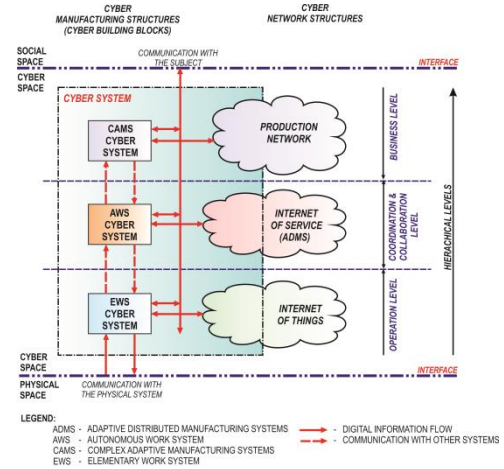 CYBER
MANUFACTURING STRUCTURES
(CYBER BUILDING BLOCKS)
CYBER
NETWORK STRUCTURES
SOCIAL
SPACE
COMMUNICATION WITH
THE SUBJECT
INTERFACE
CYBER
SPACE
CYBER SYSTEM
CAMS
CYBER
SYSTEM
PRODUCTION
NETWORK
BUSINESS LEVEL
AWS
CYBER
SYSTEM
INTERNET
OF SERVICE
(ADMS)
COORDINATION &
COLLABORATION
LEVEL
HIERACHICAL LEVELS
EWS
CYBER
SYSTEM
INTERNET
OF THINGS
OPERATION LEVEL
CYBER
SPACE
INTERFACE
PHYSICAL
SPACE
COMMUNICATION WITH
THE PHYSICAL SYSTEM
LEGEND:
ADMS - ADAPTIVE DISTRIBUTED MANUFACTURING SYSTEMS
AWS - AUTONOMOUS WORK SYSTEM
CAMS - COMPLEX ADAPTIVE MANUFACTURING SYSTEMS
EWS - ELEMENTARY WORK SYSTEM
- DIGITAL INFORMATION FLOW
- COMMUNICATION WITH OTHER SYSTEMS